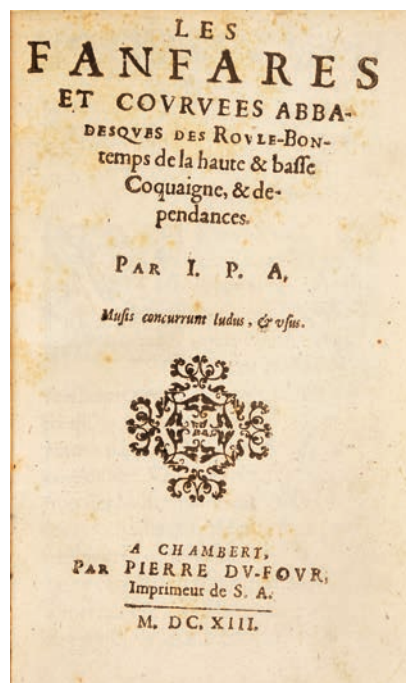 LES
FANFARES
ET COVRVEES ABBA-
DESQVES DES ROVLE-BON-
temps de la haute & basse
Coquaigne, & de-
pendances.
PAR I. P. A,
Musis concurrunt ludus, & vsus.
A CHAMBERY,
PAR PIERRE DV-FOVR,
Imprimeur de S. A.
M. DC. XIII.